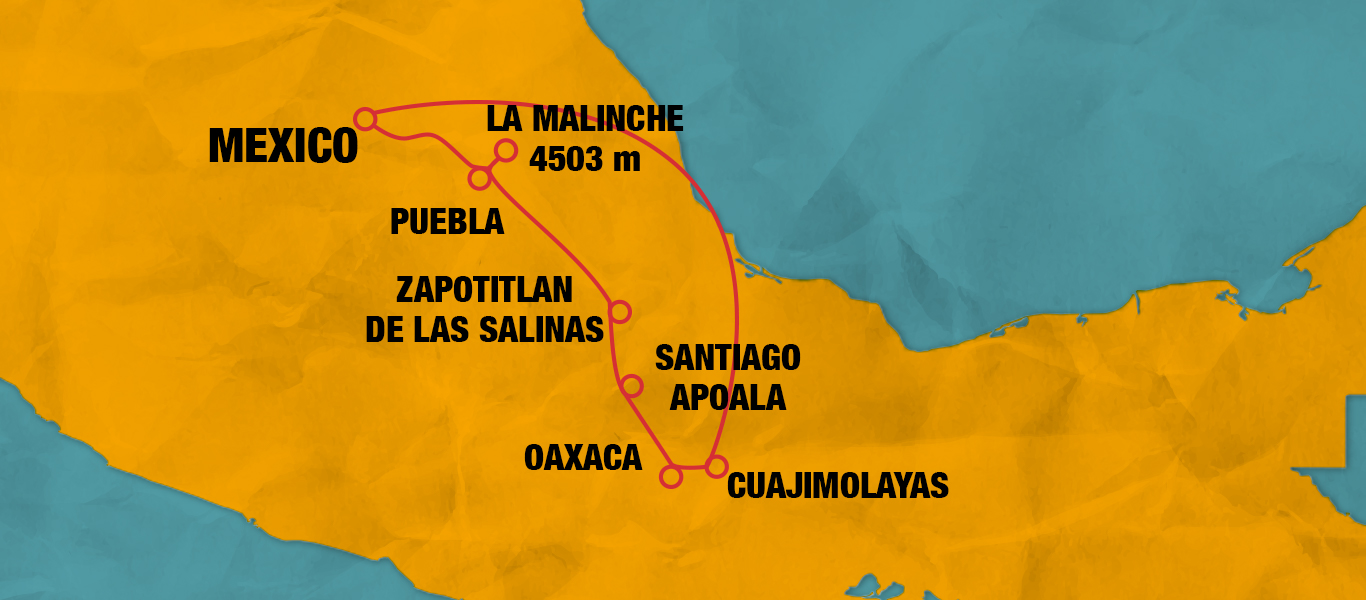 LA MALINCHE
4503 m
MEXICO
PUEBLA
ZAPOTITLAN
DE LAS SALINAS
SANTIAGO
APOALA
OAXACA
CUAJIMOLAYAS